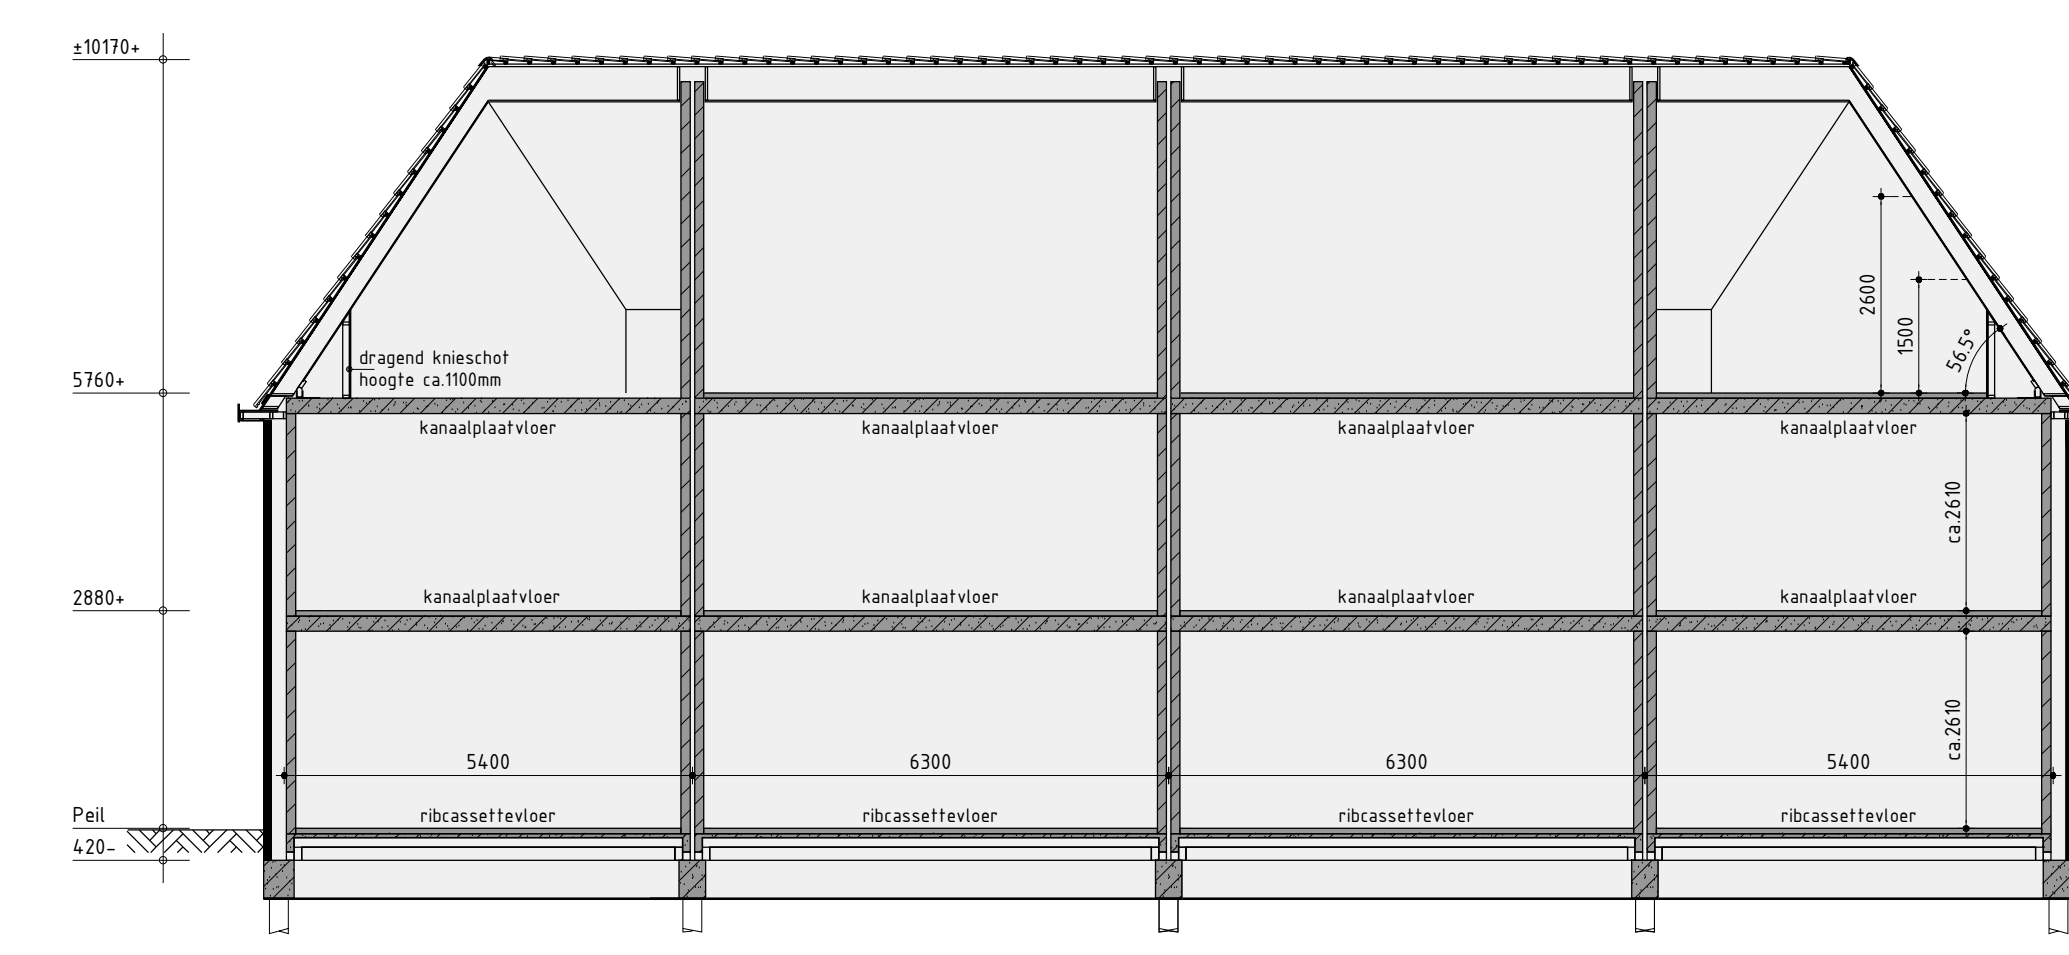 ±10170+
2600
1500
56.5°
dragend knieschot
hoogte ca.1100mm
5760+
kanaalplaatvloer kanaalplaatvloer kanaalplaatvloer kanaalplaatvloer
ca.2610
2880+
kanaalplaatvloer kanaalplaatvloer kanaalplaatvloer kanaalplaatvloer
ca.2610
5400 6300 6300 5400
Peil
ribcassettevloer ribcassettevloer ribcassettevloer ribcassettevloer
420-